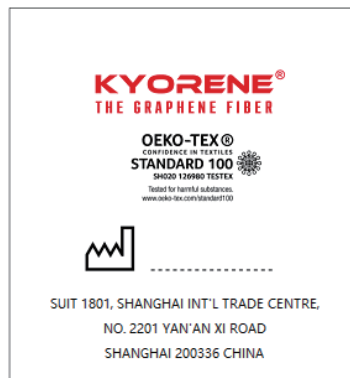 KYORENE®
THE GRAPHENE FIBER
OEKO-TEX®
CONFIDENCE IN TEXTILES
STANDARD 100
SH020 126980 TESTEX
Tested for harmful substances.
www.oeko-tex.com/standard100
SUIT 1801, SHANGHAI INT'L TRADE CENTRE,
NO. 2201 YAN'AN XI ROAD
SHANGHAI 200336 CHINA